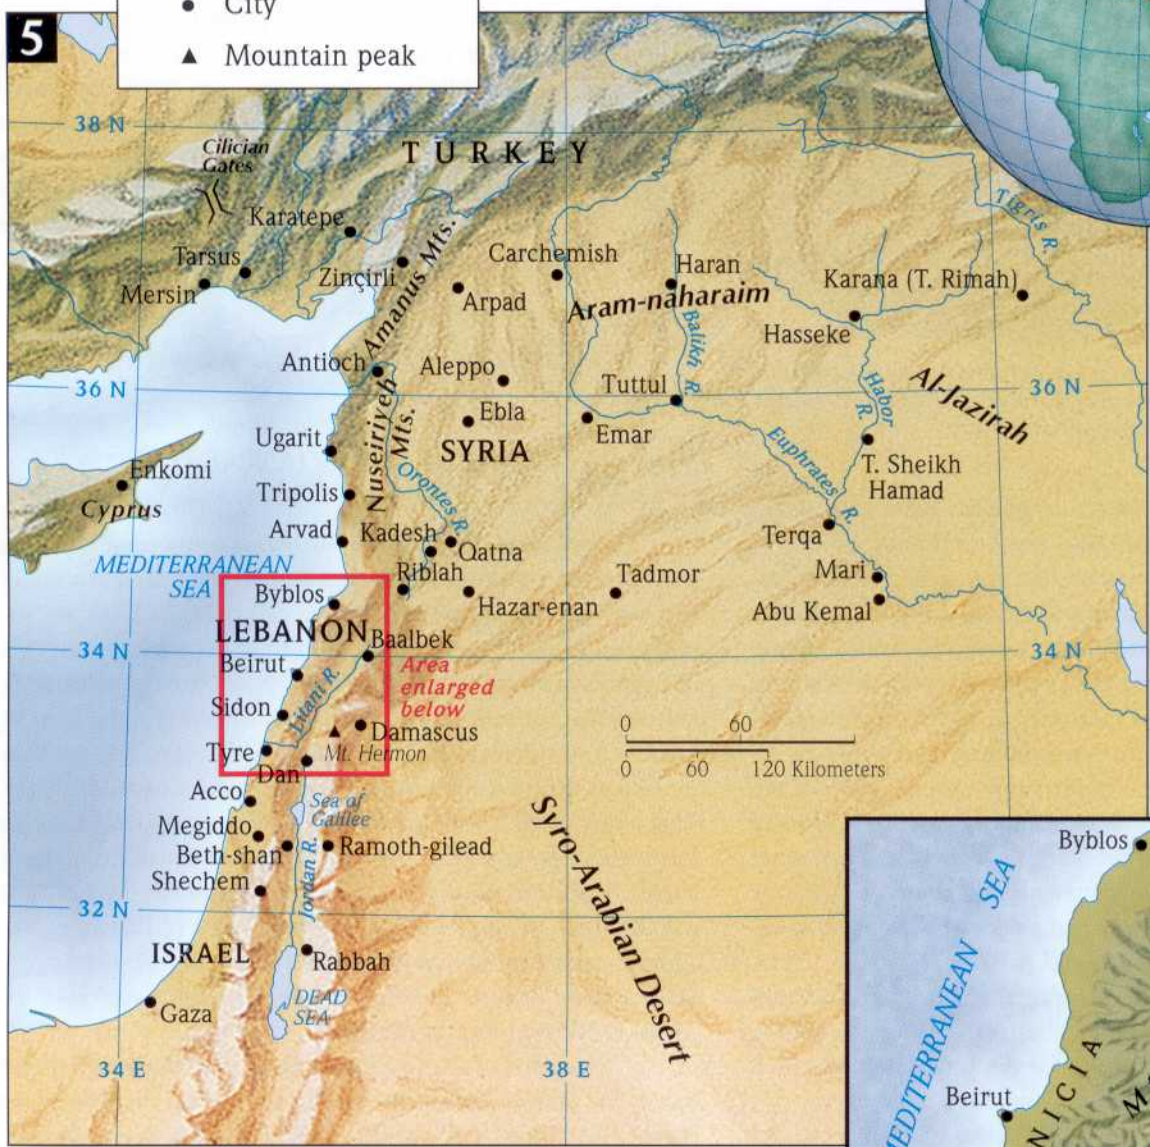 City
5
Mountain peak
38 N
Cilician
Gates
TURKEY
Karatepe
Tigris R.
Tarsus
Zinçirli
Amanus Mts.
Carchemish
Haran
Karana (T. Rimah)
Mersin
Arpad
Aram-naharaim
Hasseke
Balikh R.
Antioch
Aleppo
Tuttul
36 N
Habor
R.
Al-Jazirah
36 N
Nuseiriyeh
Mts.
Ebla
Emar
Ugarit
SYRIA
Euphrates R.
T. Sheikh
Hamad
Enkomi
Cyprus
Tripolis
Orontes R.
Arvad
Kadesh
Qatna
Terqa
MEDITERRANEAN
SEA
Riblah
Tadmor
Mari
Byblos
Hazar-enan
Abu Kemal
LEBANON
Baalbek
34 N
34 N
Beirut
Area
enlarged
below
Litani R.
Sidon
Damascus
0 60
Tyre
Mt. Hermon
0 60 120 Kilometers
Dan
Acco
Sea of
Galilee
Megiddo
Beth-shan
Ramoth-gilead
Shechem
Jordan R.
Syro-Arabian Desert
32 N
ISRAEL
Rabbah
Gaza
DEAD
SEA
34 E
38 E
Byblos
MEDITERRANEAN
SEA
Beirut